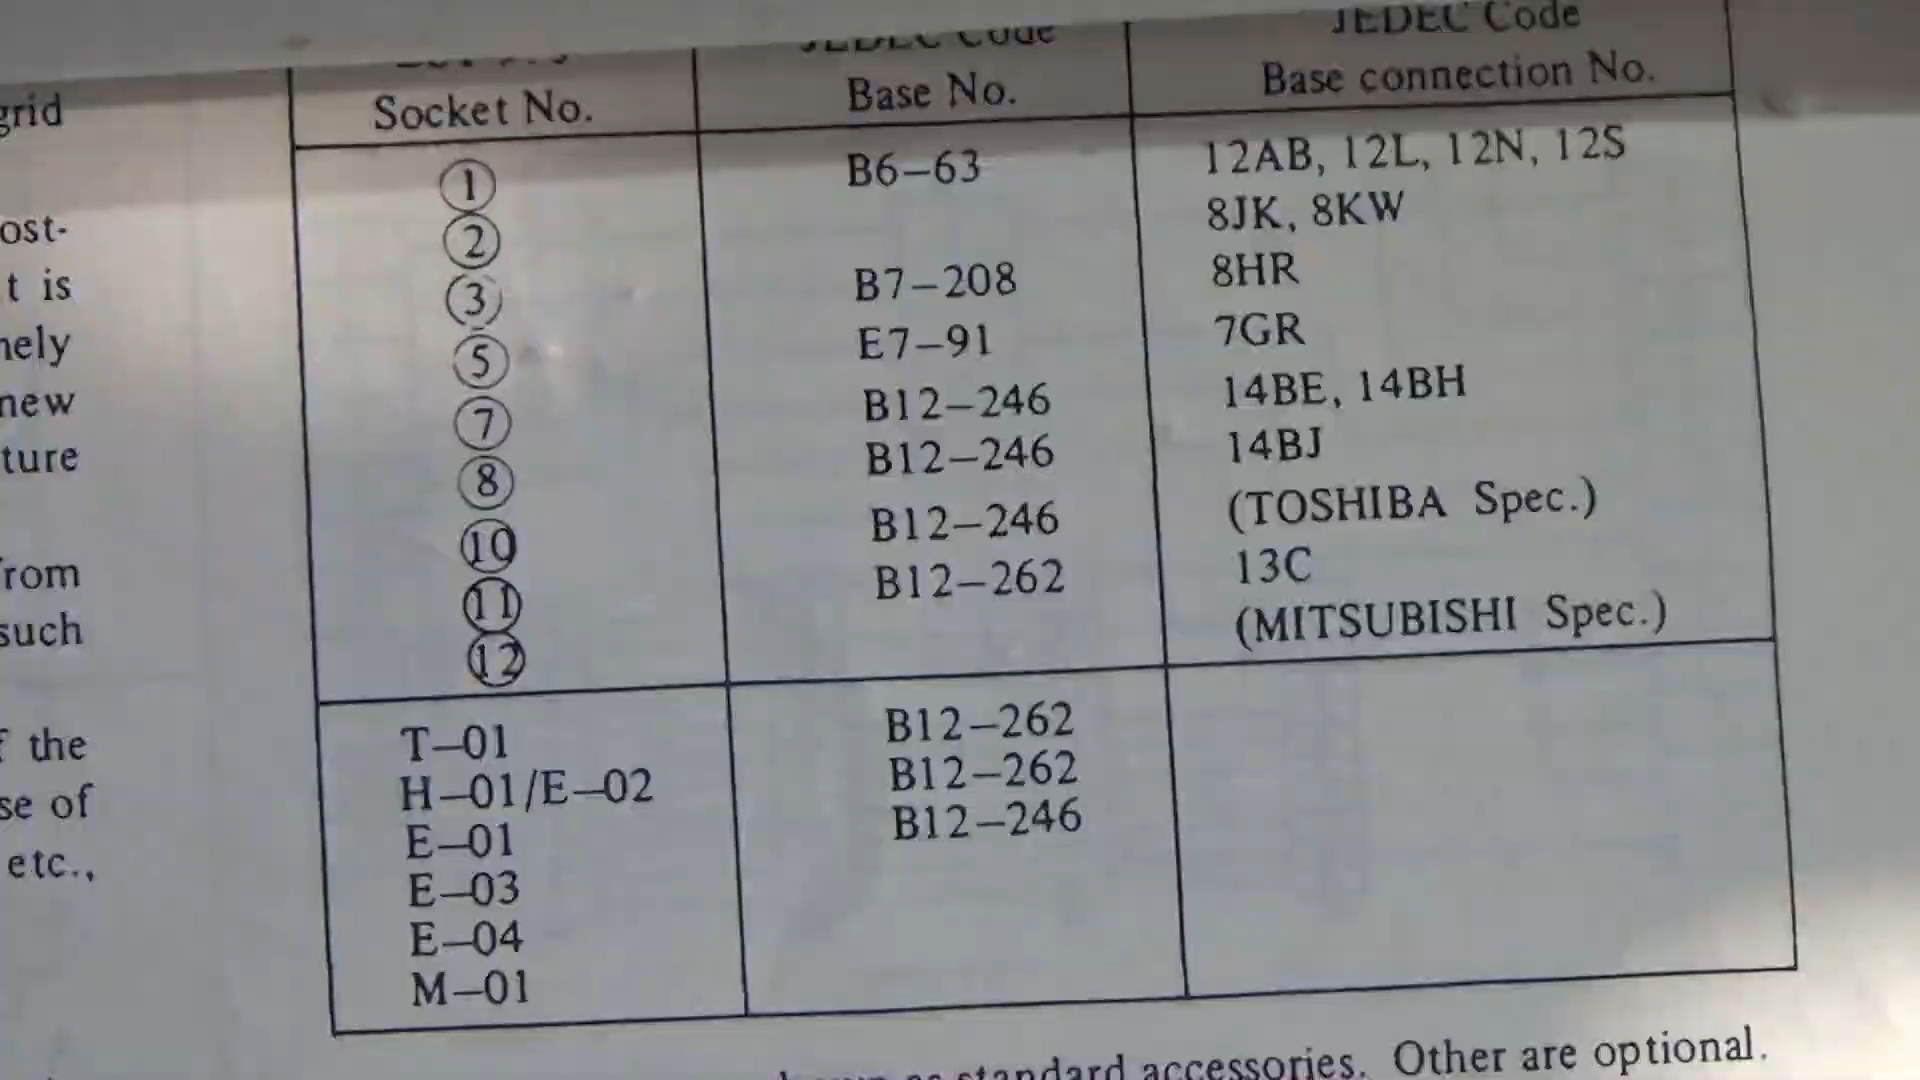 JEDEC Code
JEDEC Code
Socket No.
Base No.
Base connection No.
① B6–63 12AB, 12L, 12N, 12S
② 8JK, 8KW
③ B7–208 8HR
⑤ E7–91 7GR
⑦ B12–246 14BE, 14BH
⑧ B12–246 14BJ
⑩ B12–246 (TOSHIBA Spec.)
⑪ B12–262 13C
⑫ (MITSUBISHI Spec.)
T–01 B12–262
H–01/E–02 B12–262
E–01 B12–246
E–03
E–04
M–01
standard accessories. Other are optional.
grid
ost-
t is
nely
new
ture
rom
such
the
se of
etc.,